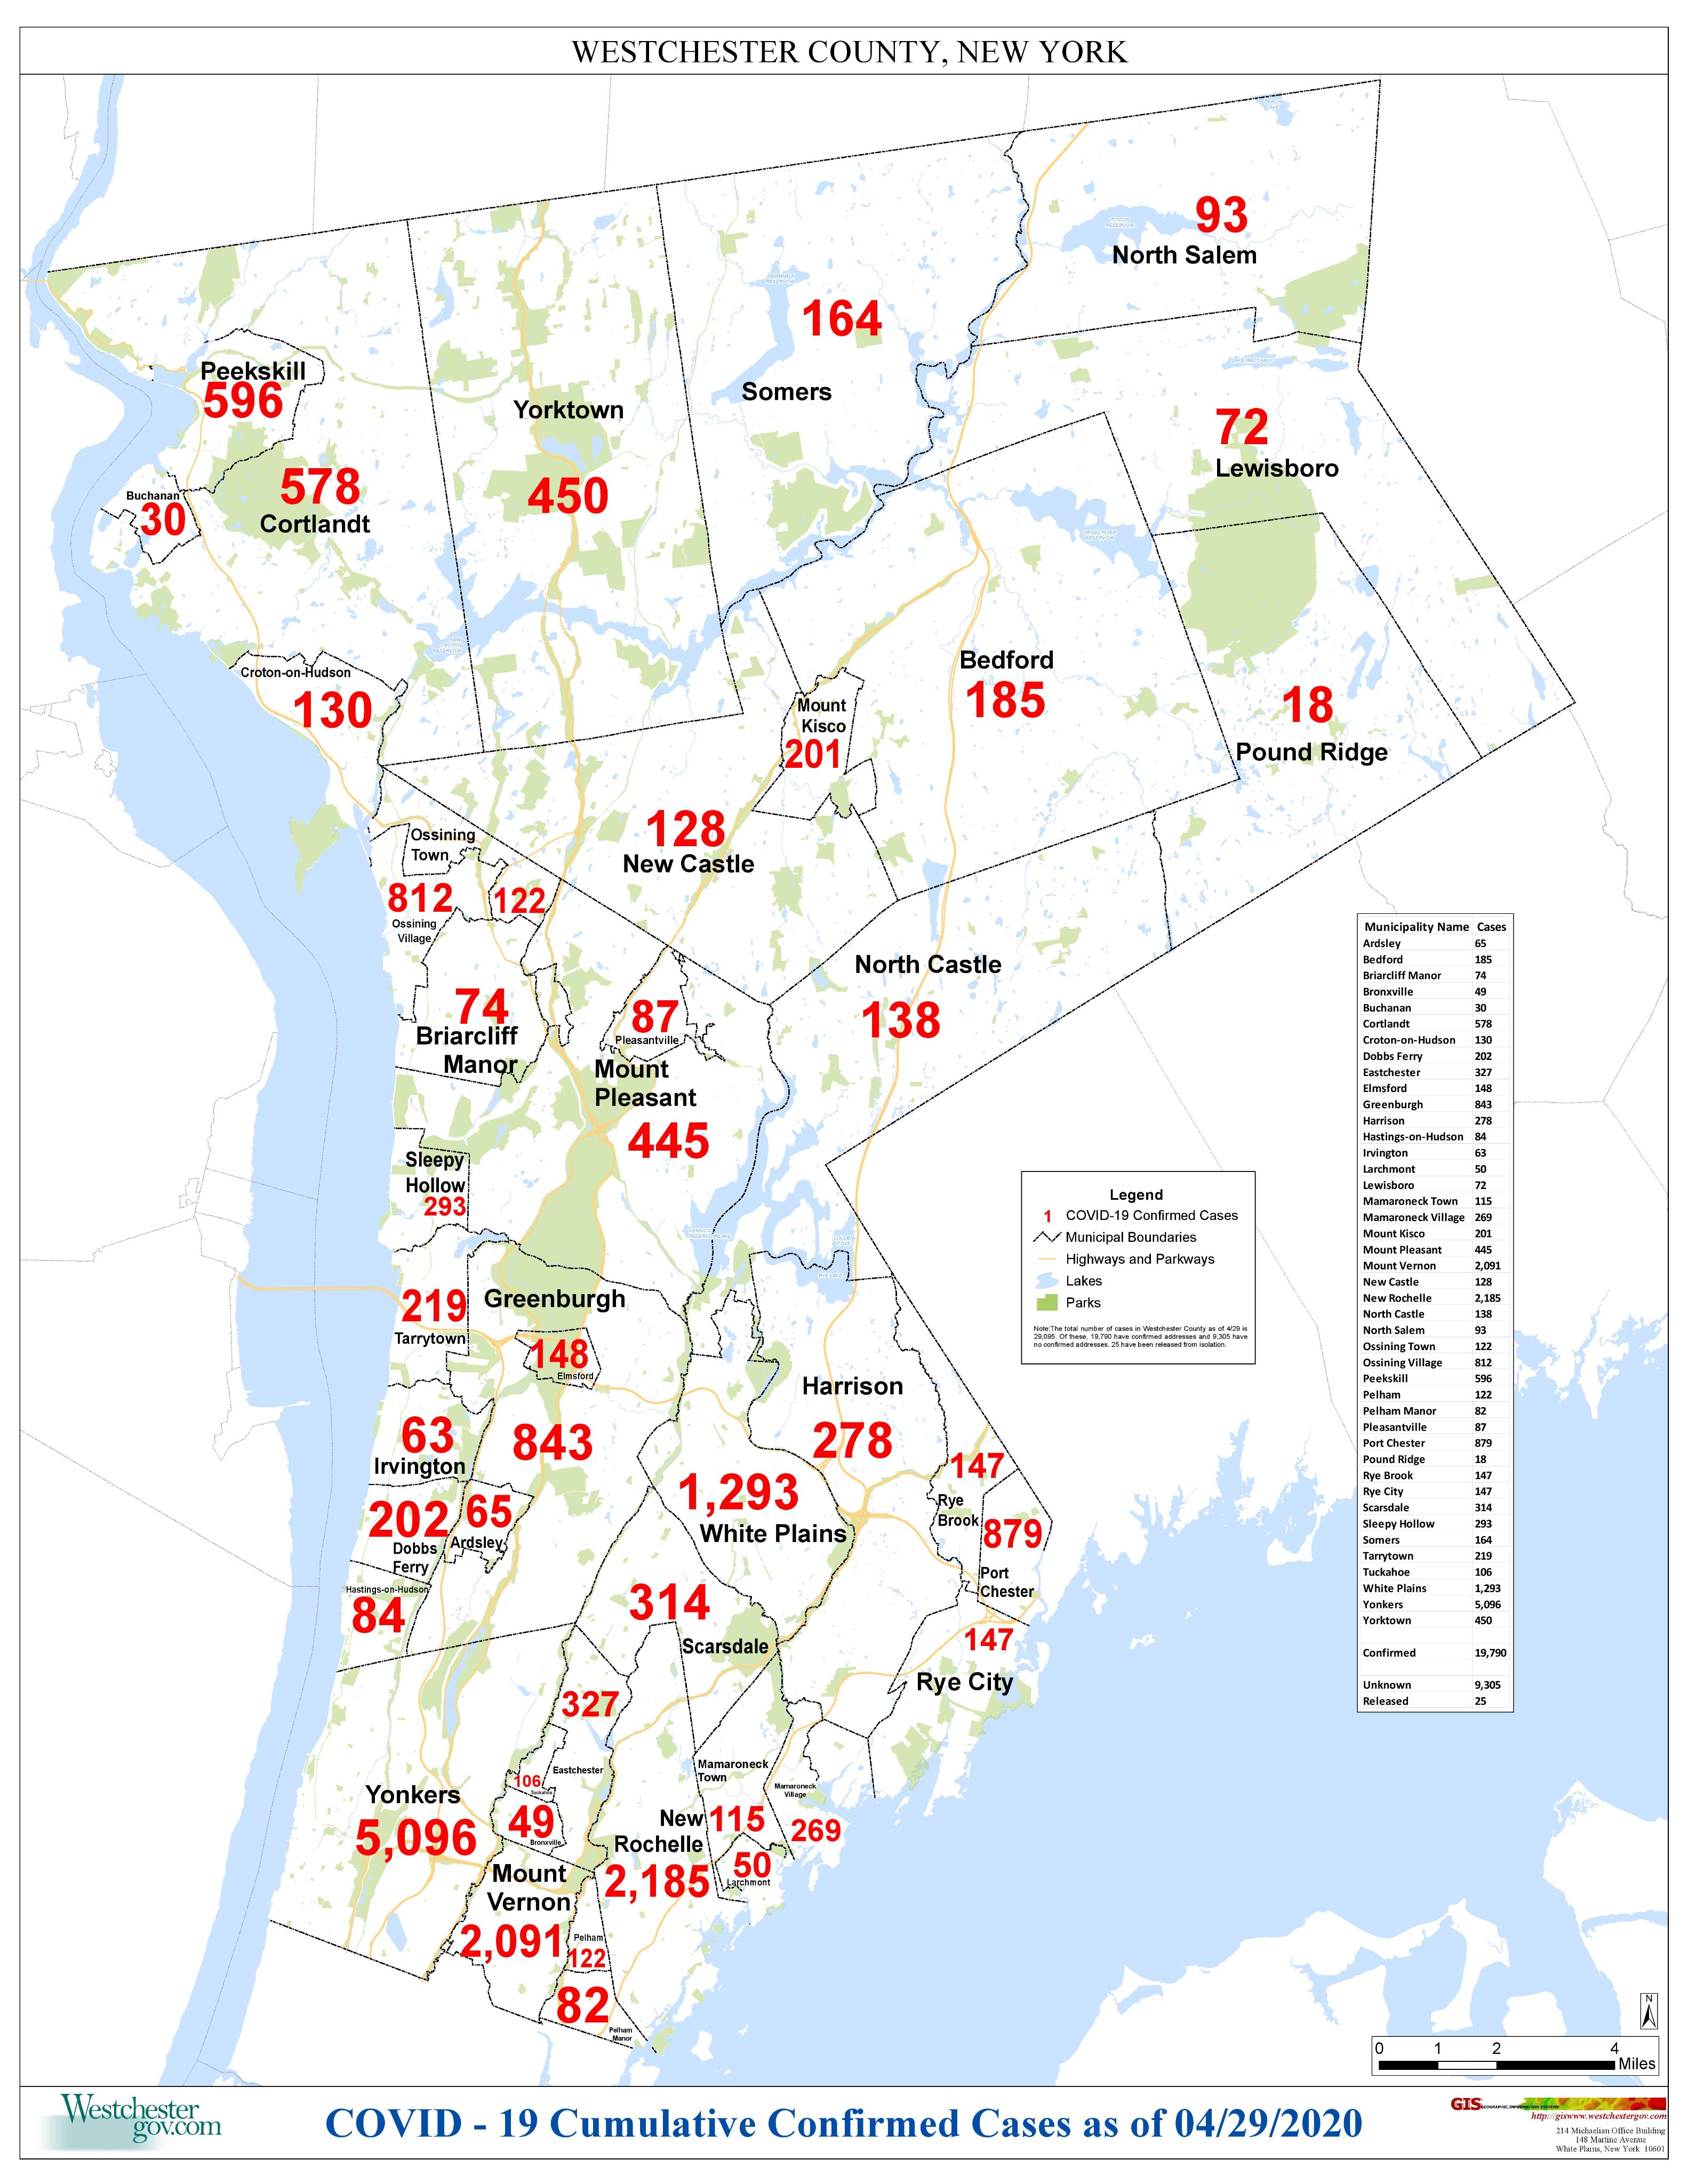 WESTCHESTER COUNTY, NEW YORK
93
North Salem
164
Somers
Peekskill
596
Yorktown
450
72
Lewisboro
578
Cortlandt
Buchanan
30
Croton-on-Hudson
130
Bedford
185
Mount
Kisco
201
18
Pound Ridge
128
New Castle
Ossining
Town
812
122
Ossining
Village
North Castle
138
74
Briarcliff
Manor
87
Pleasantville
Mount
Pleasant
445
Sleepy
Hollow
293
219
Tarrytown
Greenburgh
148
Elmsford
843
63
Irvington
202
Dobbs
Ferry
65
Ardsley
Hastings-on-Hudson
84
Harrison
278
1,293
White Plains
147
Rye
Brook
879
Port
Chester
314
Scarsdale
147
Rye City
327
Eastchester
106
Tuckahoe
49
Bronxville
Yonkers
5,096
Mamaroneck
Town
115
Mamaroneck
Village
269
New
Rochelle
2,185
50
Larchmont
Mount
Vernon
2,091
Pelham
122
82
Pelham
Manor
Legend
1 COVID-19 Confirmed Cases
Municipal Boundaries
Highways and Parkways
Lakes
Parks
Note:The total number of cases in Westchester County as of 4/29 is
29,095. Of these, 19,790 have confirmed addresses and 9,305 have
no confirmed addresses. 25 have been released from isolation.
Municipality Name Cases
Ardsley 65
Bedford 185
Briarcliff Manor 74
Bronxville 49
Buchanan 30
Cortlandt 578
Croton-on-Hudson 130
Dobbs Ferry 202
Eastchester 327
Elmsford 148
Greenburgh 843
Harrison 278
Hastings-on-Hudson 84
Irvington 63
Larchmont 50
Lewisboro 72
Mamaroneck Town 115
Mamaroneck Village 269
Mount Kisco 201
Mount Pleasant 445
Mount Vernon 2,091
New Castle 128
New Rochelle 2,185
North Castle 138
North Salem 93
Ossining Town 122
Ossining Village 812
Peekskill 596
Pelham 122
Pelham Manor 82
Pleasantville 87
Port Chester 879
Pound Ridge 18
Rye Brook 147
Rye City 147
Scarsdale 314
Sleepy Hollow 293
Somers 164
Tarrytown 219
Tuckahoe 106
White Plains 1,293
Yonkers 5,096
Yorktown 450
Confirmed 19,790
Unknown 9,305
Released 25
N
0 1 2 4
Miles
Westchester
gov.com
COVID - 19 Cumulative Confirmed Cases as of 04/29/2020
GIS GEOGRAPHIC INFORMATION SYSTEMS
http://giswww.westchestergov.com
214 Michaelian Office Building
148 Martine Avenue
White Plains, New York 10601